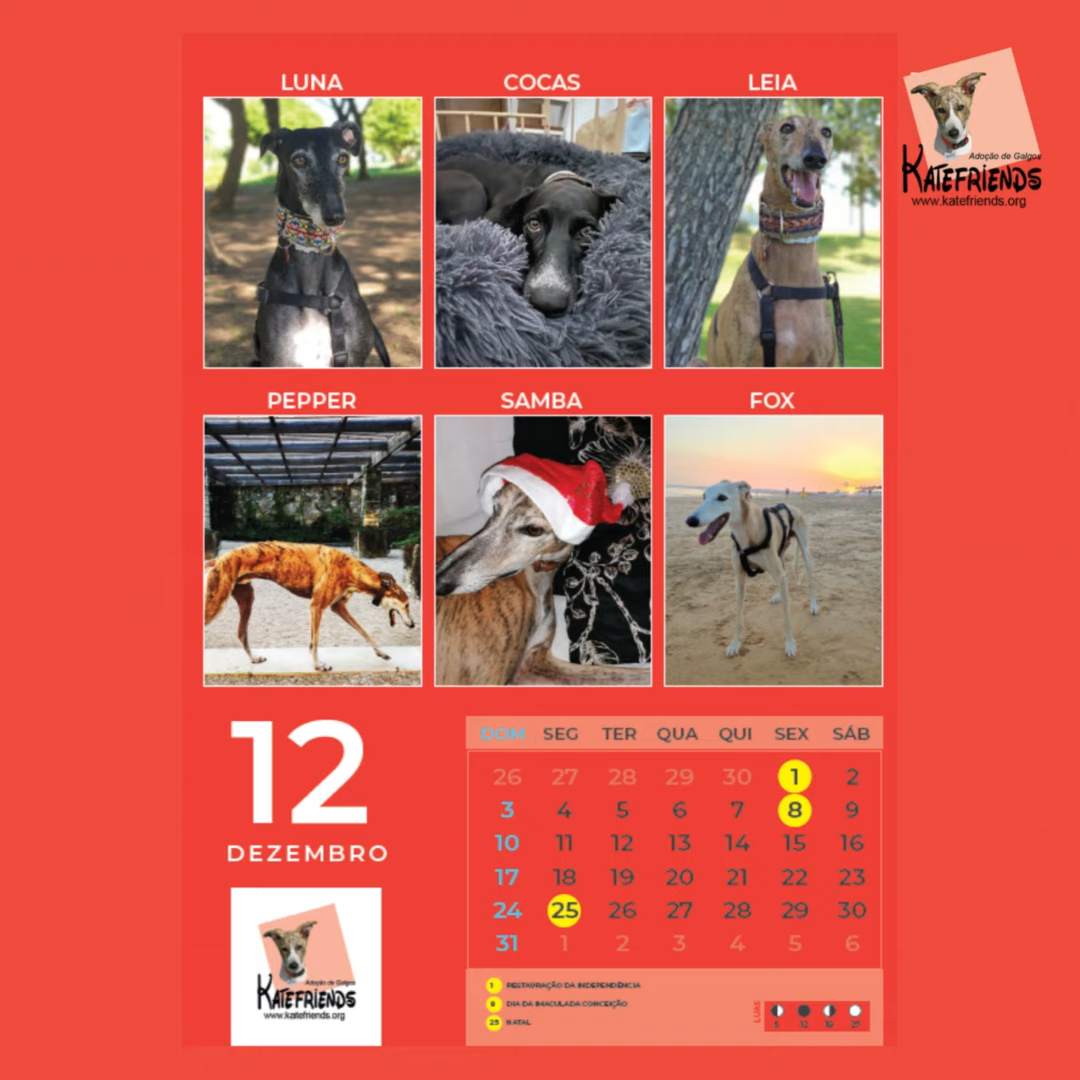 LUNA COCAS LEIA
Adoção de Galgos
KATEFRIENDS
www.katefriends.org
PEPPER SAMBA FOX
12
DEZEMBRO
DOM SEG TER QUA QUI SEX SÁB
26 27 28 29 30 1 2
3 4 5 6 7 8 9
10 11 12 13 14 15 16
17 18 19 20 21 22 23
24 25 26 27 28 29 30
31 1 2 3 4 5 6
Adoção de Galgos
KATEFRIENDS
www.katefriends.org
1 RESTAURAÇÃO DA INDEPENDÊNCIA
8 DIA DA IMACULADA CONCEIÇÃO
25 NATAL
LUAS
5 12 19 27